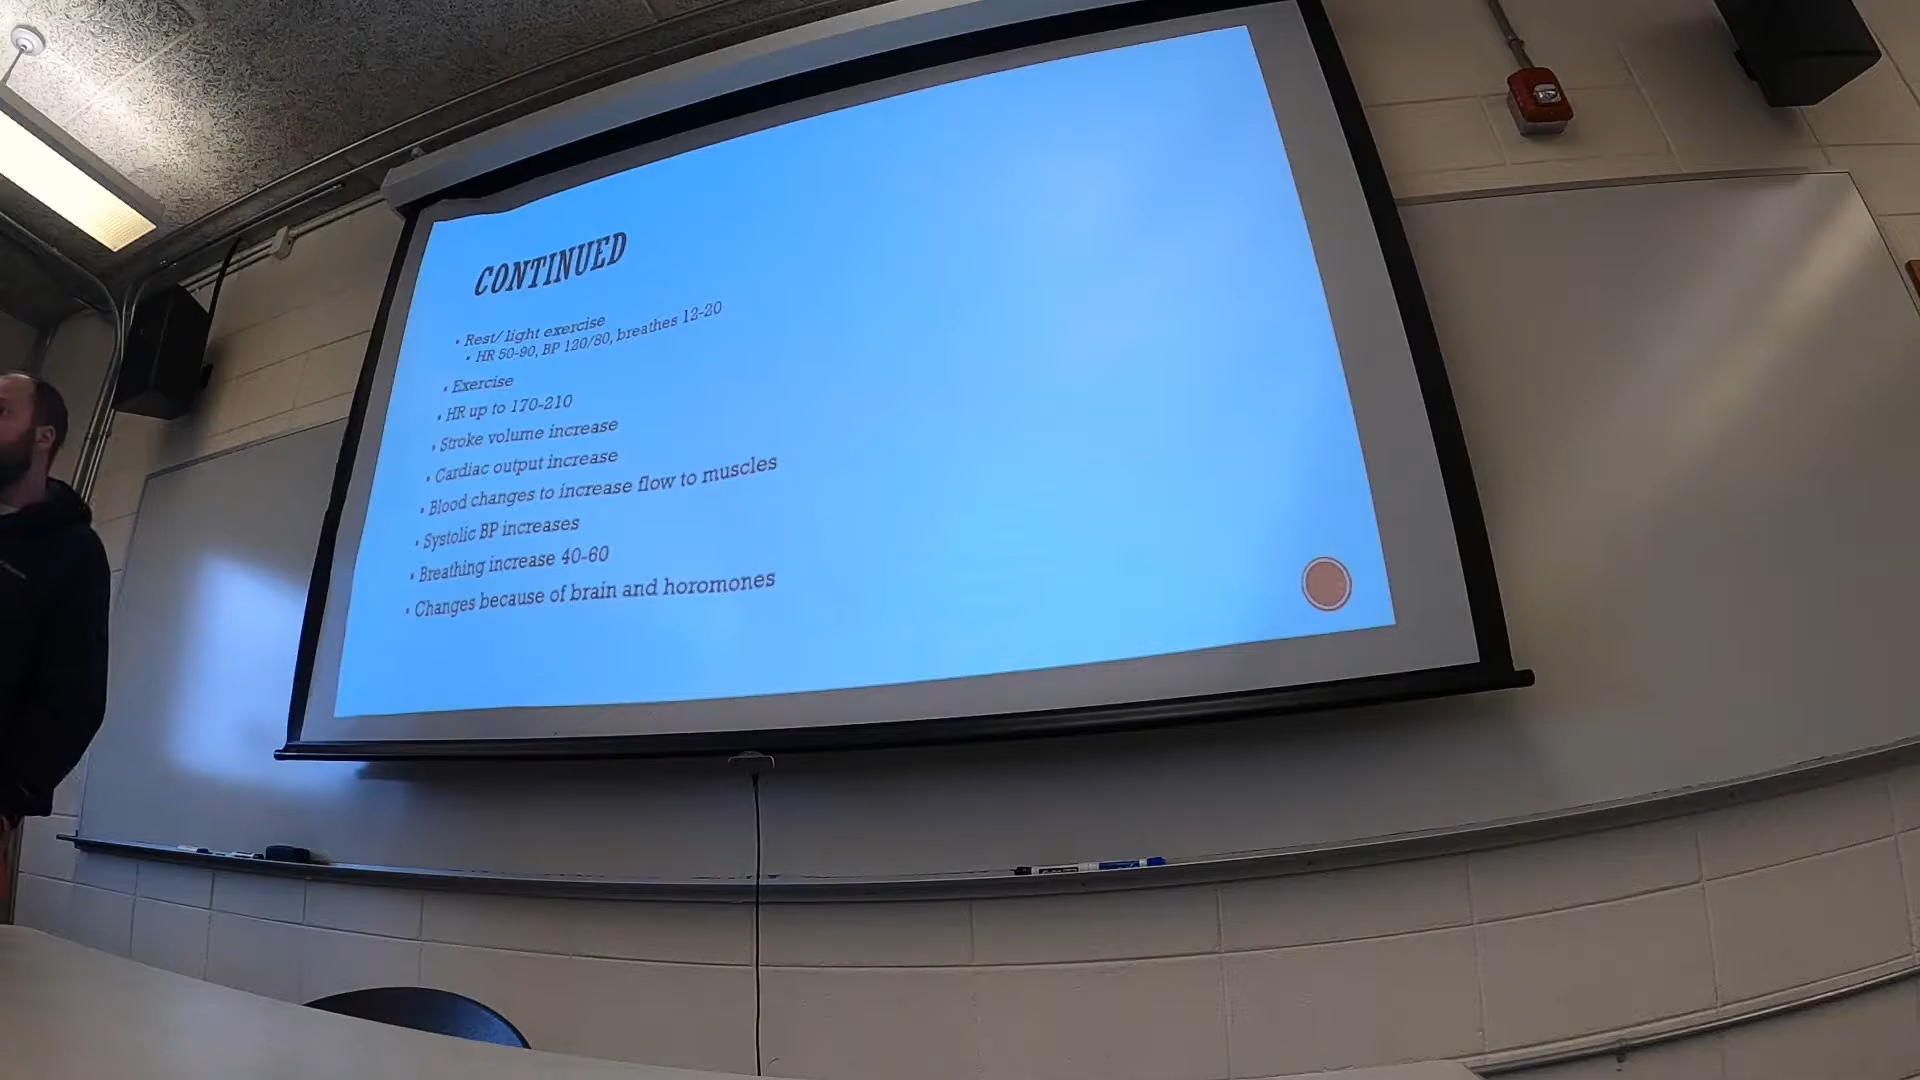 CONTINUED
• Rest/ light exercise
• HR 50-90, BP 120/80, breathes 12-20
• Exercise
• HR up to 170-210
• Stroke volume increase
• Cardiac output increase
• Blood changes to increase flow to muscles
• Systolic BP increases
• Breathing increase 40-60
• Changes because of brain and horomones